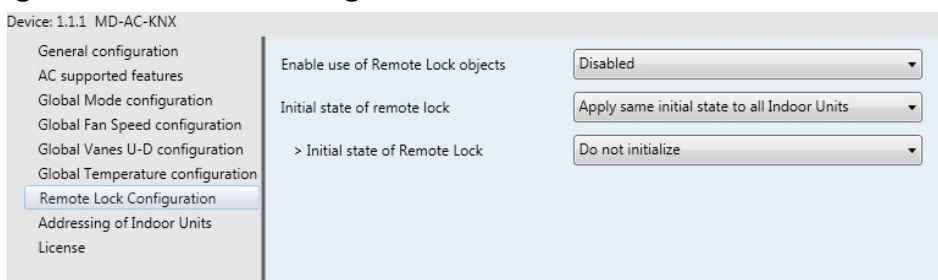 Device: 1.1.1 MD-AC-KNX
General configuration
AC supported features
Global Mode configuration
Global Fan Speed configuration
Global Vanes U-D configuration
Global Temperature configuration
Remote Lock Configuration
Addressing of Indoor Units
License
Enable use of Remote Lock objects Disabled
Initial state of remote lock Apply same initial state to all Indoor Units
> Initial state of Remote Lock Do not initialize